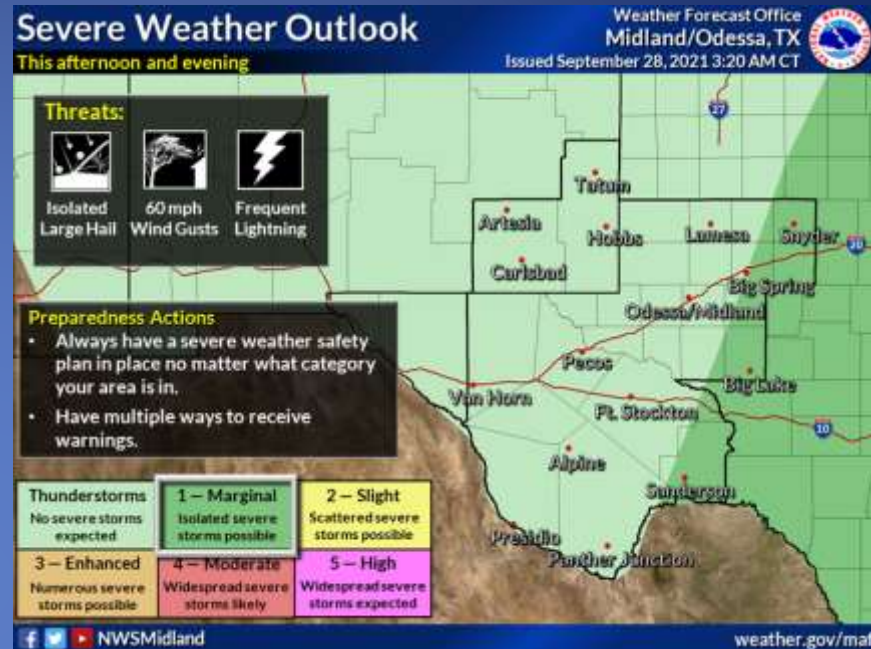 Severe Weather Outlook
This afternoon and evening
Weather Forecast Office
Midland/Odessa, TX
Issued September 28, 2021 3:20 AM CT
Threats:
Isolated
Large Hail
60 mph
Wind Gusts
Frequent
Lightning
27
Tatum
Artesia
Hobbs
Lamesa
Snyder
20
Carlsbad
Big Spring
Odessa/Midland
Preparedness Actions
• Always have a severe weather safety
plan in place no matter what category
your area is in.
• Have multiple ways to receive
warnings.
Pecos
Van Horn
Big Lake
Ft. Stockton
10
Alpine
Sanderson
Presidio
Panther Junction
Thunderstorms
No severe storms
expected
1 – Marginal
Isolated severe
storms possible
2 – Slight
Scattered severe
storms possible
3 – Enhanced
Numerous severe
storms possible
4 – Moderate
Widespread severe
storms likely
5 – High
Widespread severe
storms expected
NWSMidland
weather.gov/maf